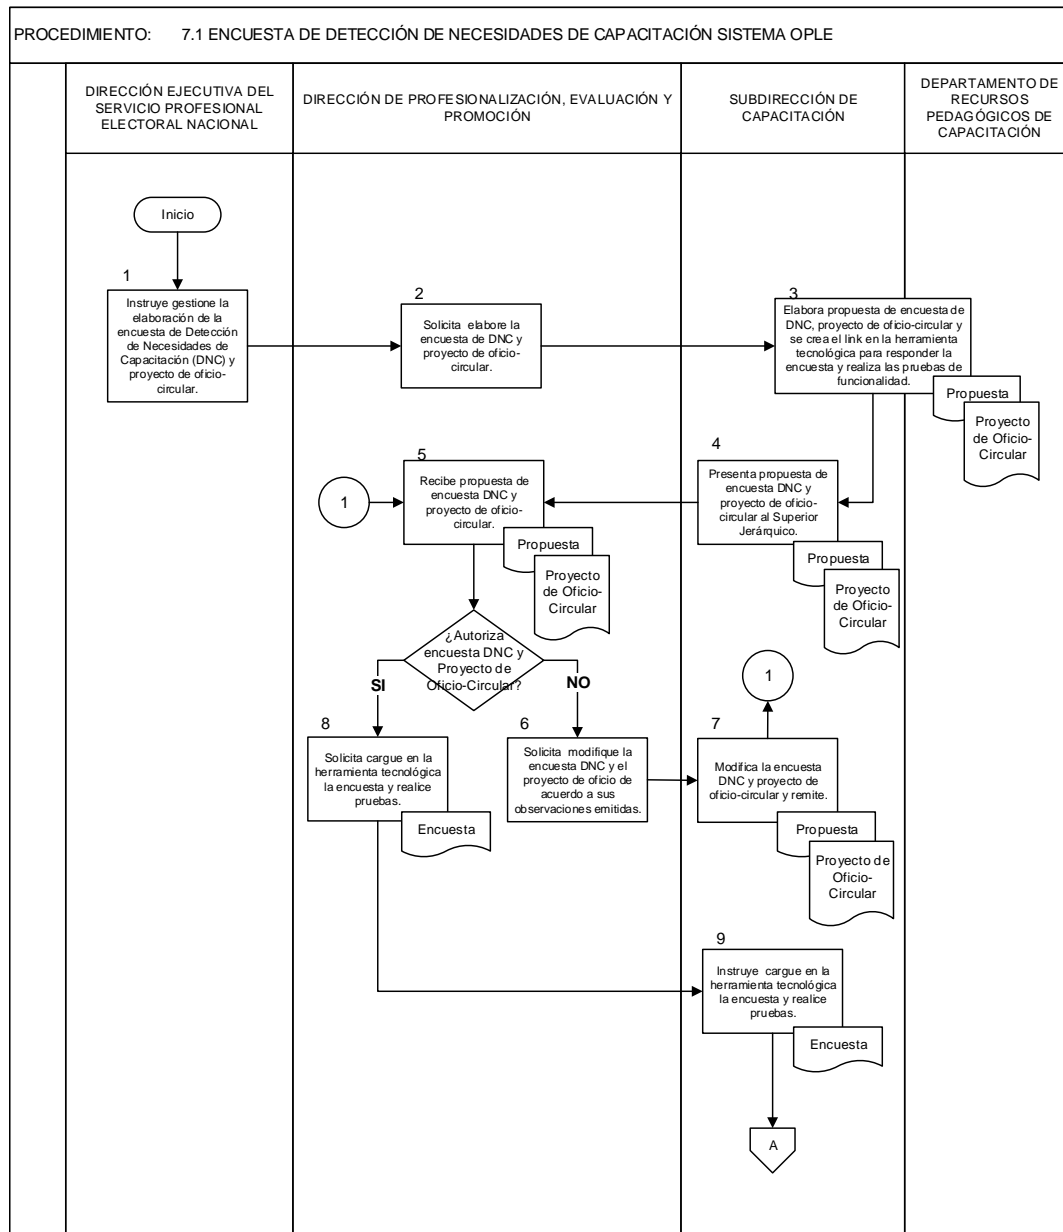 PROCEDIMIENTO: 7.1 ENCUESTA DE DETECCIÓN DE NECESIDADES DE CAPACITACIÓN SISTEMA OPLE
DIRECCIÓN EJECUTIVA DEL
SERVICIO PROFESIONAL
ELECTORAL NACIONAL
DIRECCIÓN DE PROFESIONALIZACIÓN, EVALUACIÓN Y
PROMOCIÓN
SUBDIRECCIÓN DE
CAPACITACIÓN
DEPARTAMENTO DE
RECURSOS
PEDAGÓGICOS DE
CAPACITACIÓN
Inicio
1
Instruye gestione la
elaboración de la
encuesta de Detección
de Necesidades de
Capacitación (DNC) y
proyecto de oficio-
circular.
2
Solicita elabore la
encuesta de DNC y
proyecto de oficio-
circular.
3
Elabora propuesta de encuesta de
DNC, proyecto de oficio-circular y
se crea el link en la herramienta
tecnológica para responder la
encuesta y realiza las pruebas de
funcionalidad.
Propuesta
Proyecto
de Oficio-
Circular
4
Presenta propuesta de
encuesta DNC y
proyecto de oficio-
circular al Superior
Jerárquico.
Propuesta
Proyecto
de Oficio-
Circular
1
5
Recibe propuesta de
encuesta DNC y
proyecto de oficio-
circular.
Propuesta
Proyecto
de Oficio-
Circular
¿Autoriza
encuesta DNC y
Proyecto de
Oficio-Circular?
SI
NO
8
Solicita cargue en la
herramienta tecnológica
la encuesta y realice
pruebas.
Encuesta
6
Solicita modifique la
encuesta DNC y el
proyecto de oficio de
acuerdo a sus
observaciones emitidas.
1
7
Modifica la encuesta
DNC y proyecto de
oficio-circular y remite.
Propuesta
Proyecto de
Oficio-
Circular
9
Instruye cargue en la
herramienta tecnológica
la encuesta y realice
pruebas.
Encuesta
A